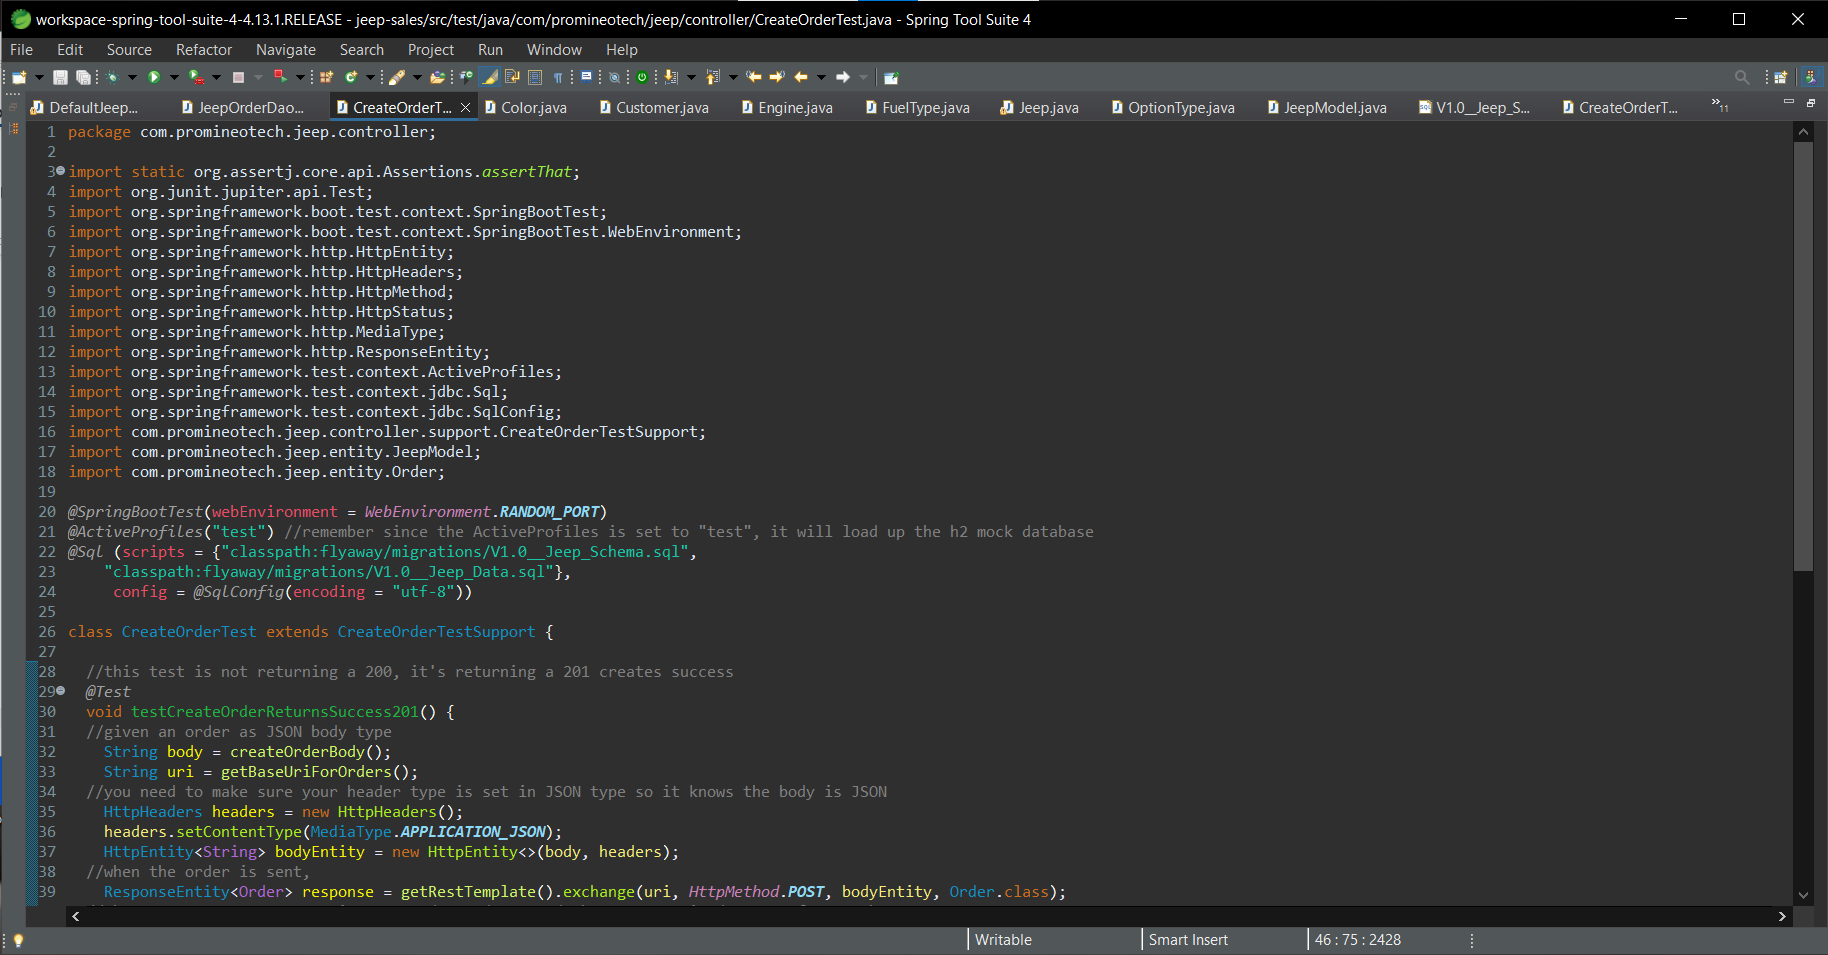 workspace-spring-tool-suite-4-4.13.1.RELEASE - jeep-sales/src/test/java/com/promineotech/jeep/controller/CreateOrderTest.java - Spring Tool Suite 4
File Edit Source Refactor Navigate Search Project Run Window Help
DefaultJeep... JeepOrderDao... CreateOrderT... Color.java Customer.java Engine.java FuelType.java Jeep.java OptionType.java JeepModel.java V1.0__Jeep_S... CreateOrderT... »11
1 package com.promineotech.jeep.controller;
2
3 import static org.assertj.core.api.Assertions.assertThat;
4 import org.junit.jupiter.api.Test;
5 import org.springframework.boot.test.context.SpringBootTest;
6 import org.springframework.boot.test.context.SpringBootTest.WebEnvironment;
7 import org.springframework.http.HttpEntity;
8 import org.springframework.http.HttpHeaders;
9 import org.springframework.http.HttpMethod;
10 import org.springframework.http.HttpStatus;
11 import org.springframework.http.MediaType;
12 import org.springframework.http.ResponseEntity;
13 import org.springframework.test.context.ActiveProfiles;
14 import org.springframework.test.context.jdbc.Sql;
15 import org.springframework.test.context.jdbc.SqlConfig;
16 import com.promineotech.jeep.controller.support.CreateOrderTestSupport;
17 import com.promineotech.jeep.entity.JeepModel;
18 import com.promineotech.jeep.entity.Order;
19
20 @SpringBootTest(webEnvironment = WebEnvironment.RANDOM_PORT)
21 @ActiveProfiles("test") //remember since the ActiveProfiles is set to "test", it will load up the h2 mock database
22 @Sql (scripts = {"classpath:flyaway/migrations/V1.0__Jeep_Schema.sql",
23 "classpath:flyaway/migrations/V1.0__Jeep_Data.sql"},
24 config = @SqlConfig(encoding = "utf-8"))
25
26 class CreateOrderTest extends CreateOrderTestSupport {
27
28 //this test is not returning a 200, it's returning a 201 creates success
29 @Test
30 void testCreateOrderReturnsSuccess201() {
31 //given an order as JSON body type
32 String body = createOrderBody();
33 String uri = getBaseUriForOrders();
34 //you need to make sure your header type is set in JSON type so it knows the body is JSON
35 HttpHeaders headers = new HttpHeaders();
36 headers.setContentType(MediaType.APPLICATION_JSON);
37 HttpEntity<String> bodyEntity = new HttpEntity<>(body, headers);
38 //when the order is sent,
39 ResponseEntity<Order> response = getRestTemplate().exchange(uri, HttpMethod.POST, bodyEntity, Order.class);
Writable Smart Insert 46 : 75 : 2428